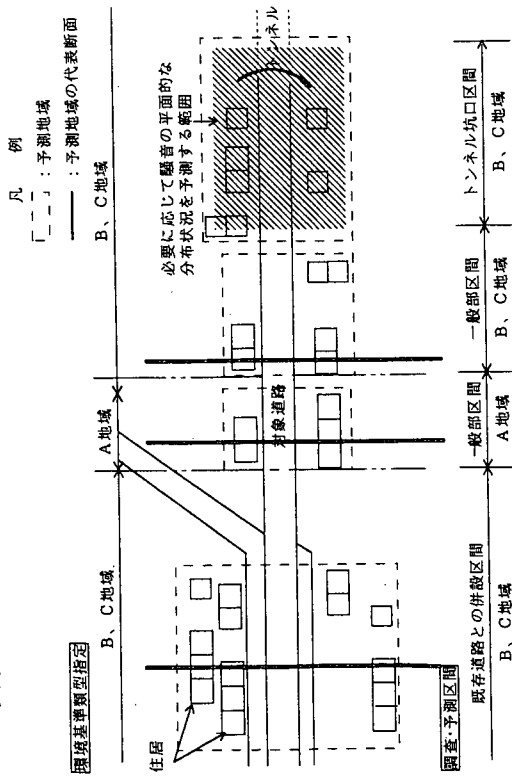 凡 例
：予測地域
：予測地域の代表断面
環境基準類型指定
B、C地域
A地域
B、C地域
住居
必要に応じて騒音の平面的な
分布状況を予測する範囲
トンネル
対象道路
調査・予測区間
既存道路との併設区間
B、C地域
一般部区間
A地域
一般部区間
B、C地域
トンネル坑口区間
B、C地域